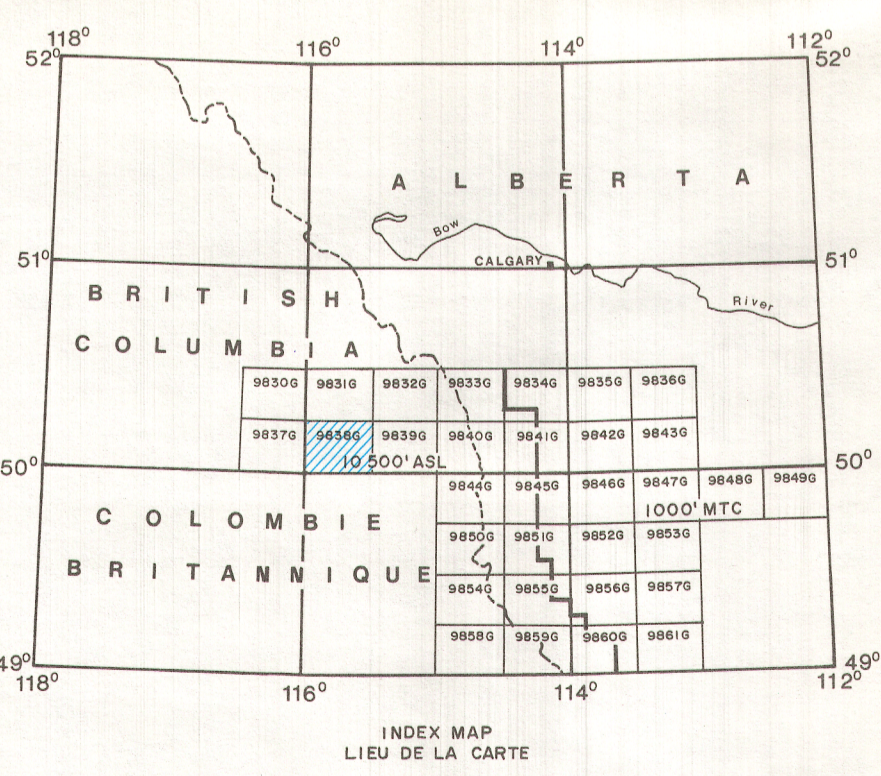 118° 116° 114° 112°
52° 52°
A L B E R T A
Bow
CALGARY
51° 51°
River
B R I T I S H
C O L U M B I A
9830G 9831G 9832G 9833G 9834G 9835G 9836G
9837G 9838G 9839G 9840G 9841G 9842G 9843G
10 500' ASL
50° 50°
9844G 9845G 9846G 9847G 9848G 9849G
1000' MTC
C O L O M B I E
9850G 9851G 9852G 9853G
B R I T A N N I Q U E
9854G 9855G 9856G 9857G
9858G 9859G 9860G 9861G
49° 49°
118° 116° 114° 112°
INDEX MAP
LIEU DE LA CARTE